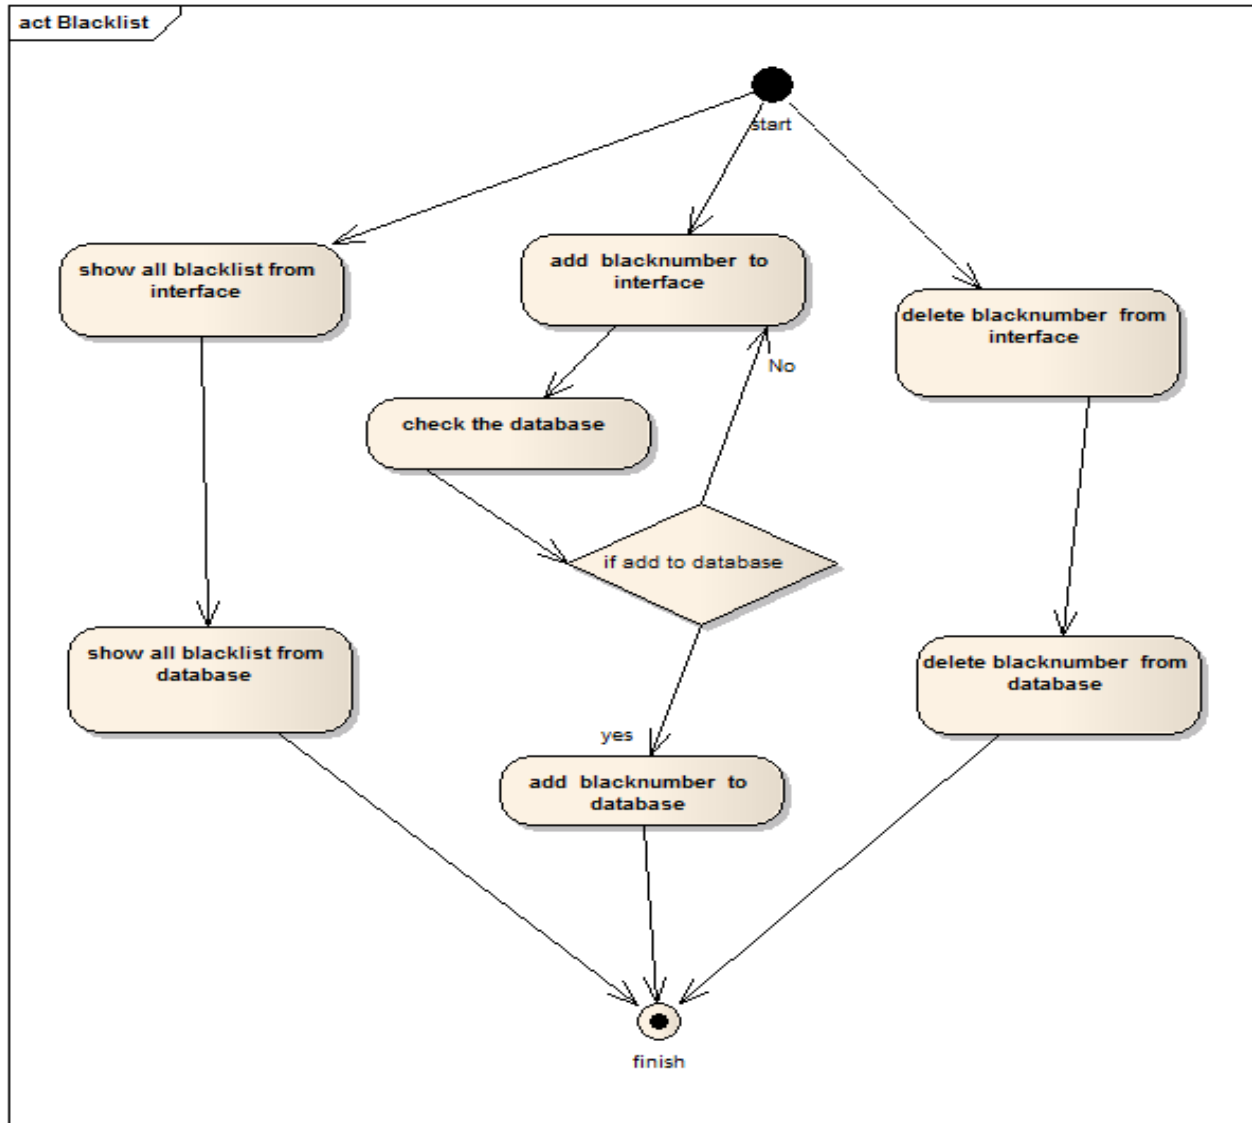 act Blacklist
start
show all blacklist from
interface
add blacknumber to
interface
delete blacknumber from
interface
No
check the database
if add to database
show all blacklist from
database
delete blacknumber from
database
yes
add blacknumber to
database
finish